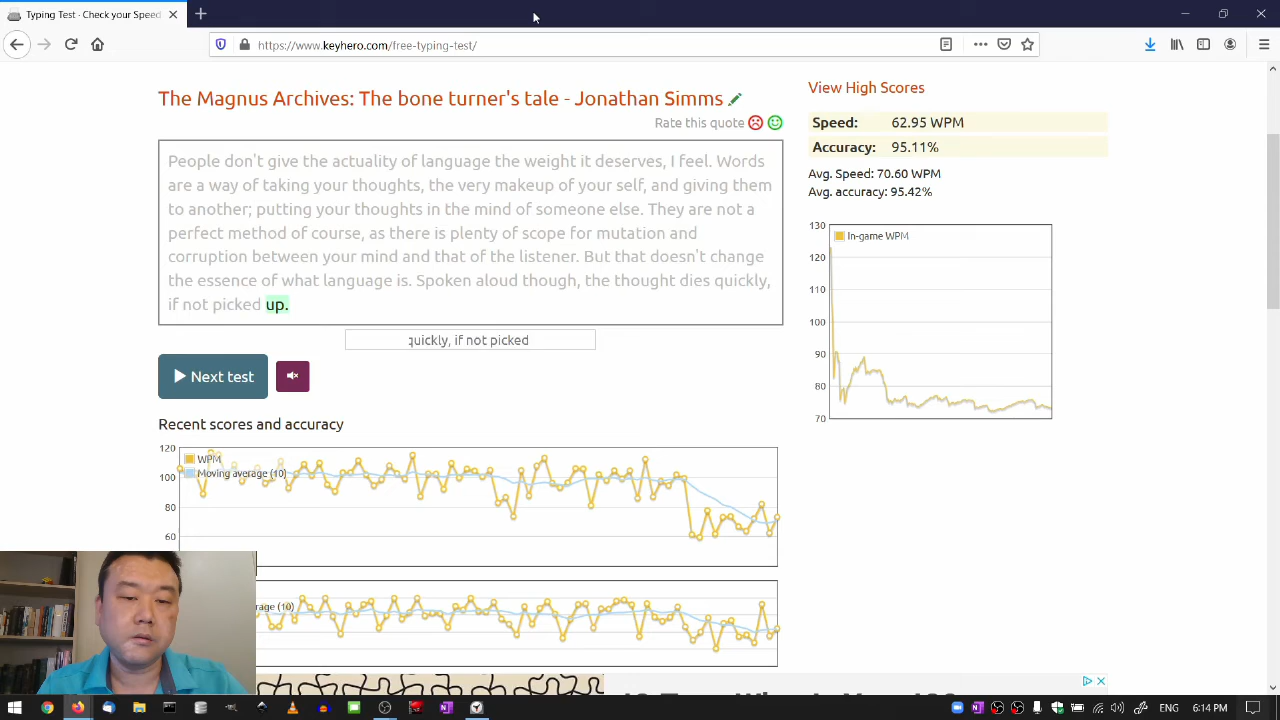 Typing Test - Check your Speed
https://www.keyhero.com/free-typing-test/
The Magnus Archives: The bone turner's tale - Jonathan Simms
Rate this quote
People don't give the actuality of language the weight it deserves, I feel. Words
are a way of taking your thoughts, the very makeup of your self, and giving them
to another; putting your thoughts in the mind of someone else. They are not a
perfect method of course, as there is plenty of scope for mutation and
corruption between your mind and that of the listener. But that doesn't change
the essence of what language is. Spoken aloud though, the thought dies quickly,
if not picked up.
quickly, if not picked
Next test
View High Scores
Speed: 62.95 WPM
Accuracy: 95.11%
Avg. Speed: 70.60 WPM
Avg. accuracy: 95.42%
130
In-game WPM
120
110
100
90
80
70
Recent scores and accuracy
120
WPM
Moving average (10)
100
80
60
rage (10)
ENG
6:14 PM